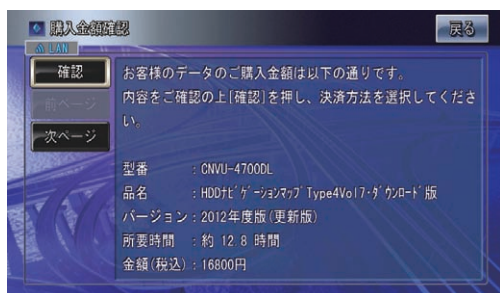 購入金額確認
戻る
LAN
確認
前ページ
次ページ
お客様のデータのご購入金額は以下の通りです。
内容をご確認の上[確認]を押し、決済方法を選択してくださ
い。
型番　：CNVU-4700DL
品名　：HDDﾅﾋﾞｹﾞｰｼｮﾝﾏｯﾌﾟType4Vol7･ﾀﾞｳﾝﾛｰﾄﾞ版
バージョン：2012年度版(更新版)
所要時間　：約 12.8 時間
金額(税込)：16800円